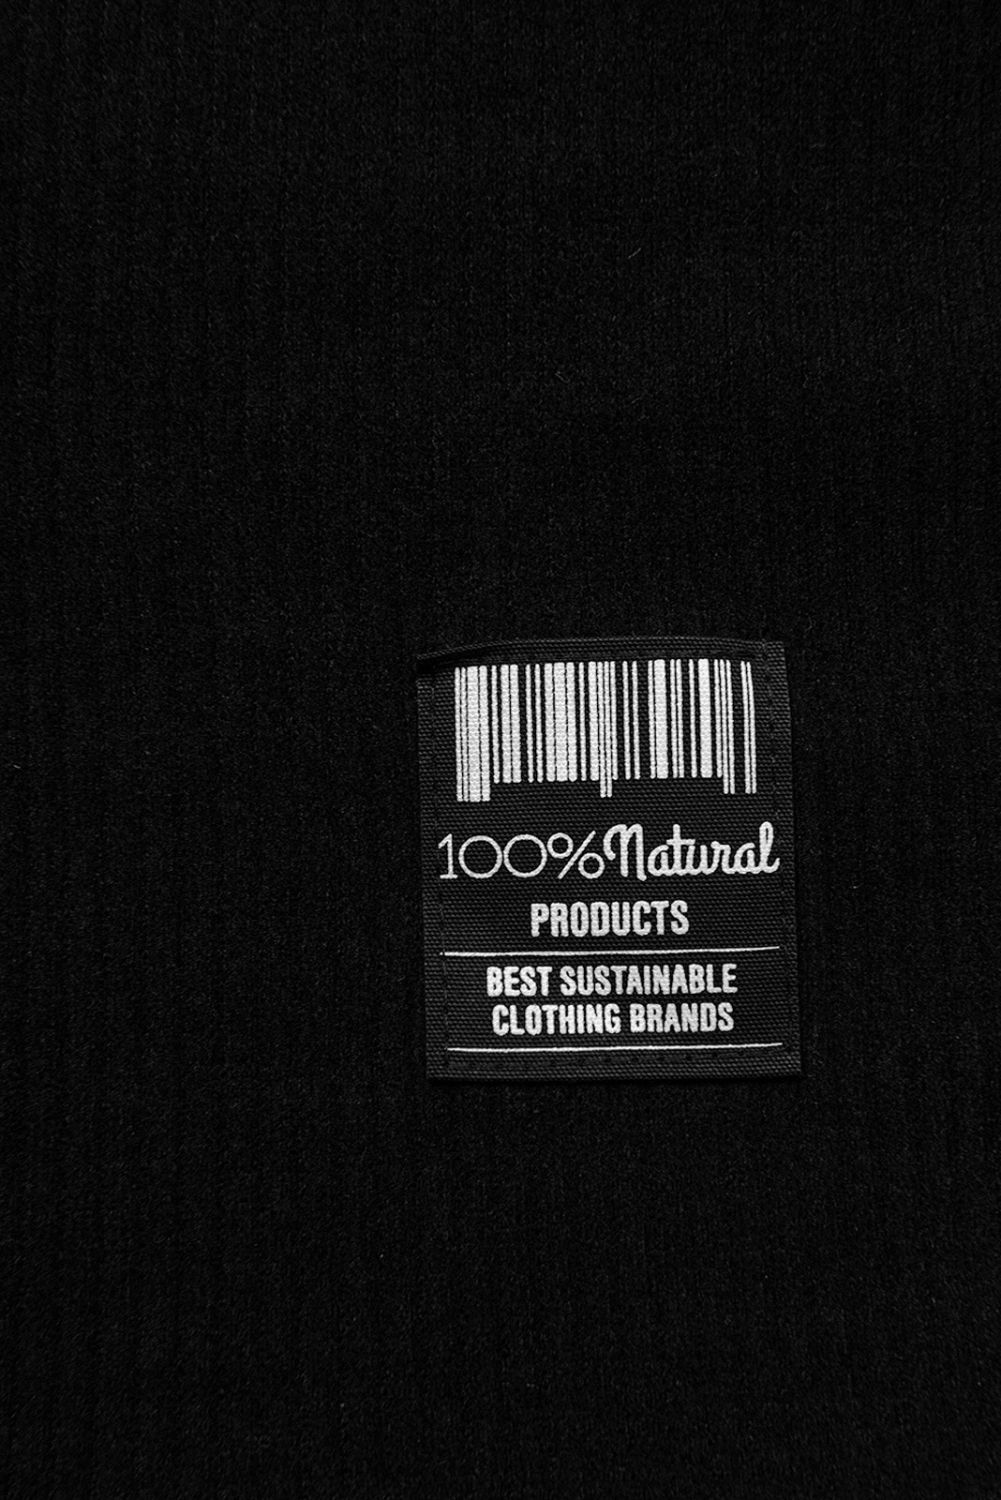 100% Natural
PRODUCTS
BEST SUSTAINABLE
CLOTHING BRANDS